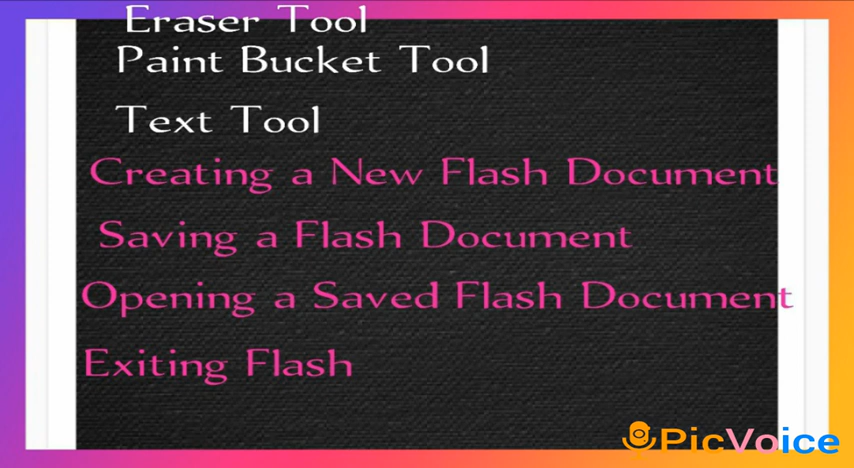 Eraser Tool
Paint Bucket Tool
Text Tool
Creating a New Flash Document
Saving a Flash Document
Opening a Saved Flash Document
Exiting Flash
PicVoice